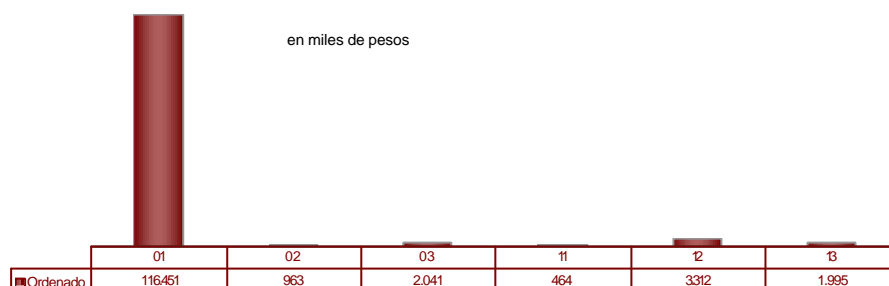 en miles de pesos
01 02 03 11 12 13
Ordenado 116.451 963 2.041 464 3.312 1.995